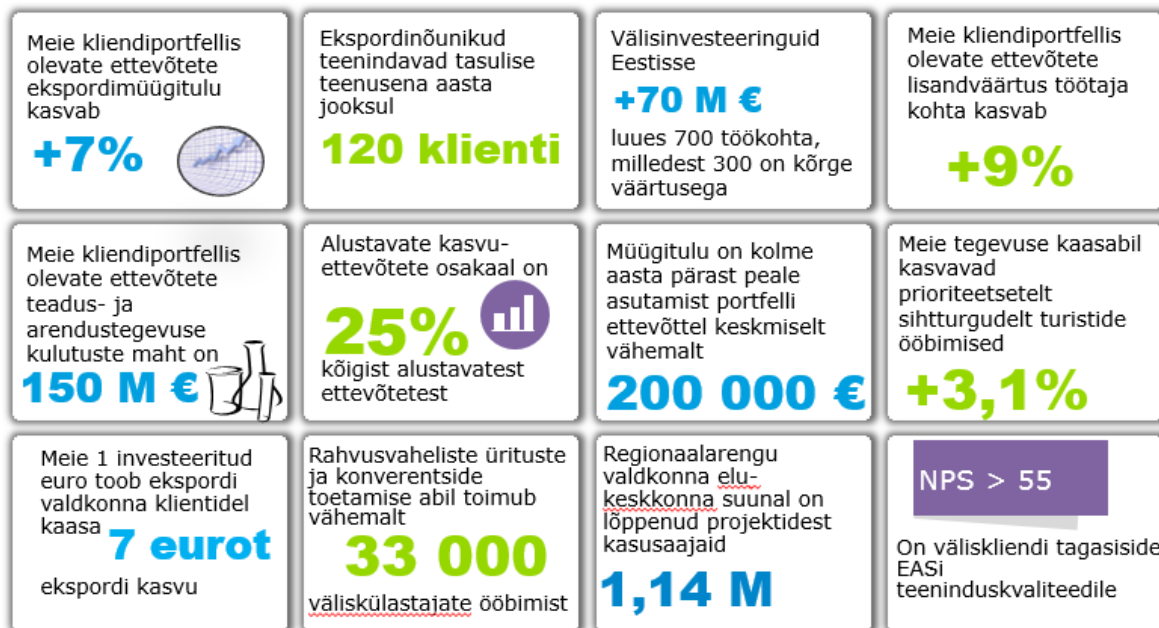 Meie kliendiportfellis
olevate ettevõtete
ekspordimüügitulu
kasvab
+7%
Ekspordinõunikud
teenindavad tasulise
teenusena aasta
jooksul
120 klienti
Välisinvesteeringuid
Eestisse
+70 M €
luues 700 töökohta,
milledest 300 on kõrge
väärtusega
Meie kliendiportfellis
olevate ettevõtete
lisandväärtus töötaja
kohta kasvab
+9%
Meie kliendiportfellis
olevate ettevõtete
teadus- ja
arendustegevuse
kulutuste maht on
150 M €
Alustavate kasvu-
ettevõtete osakaal on
25%
kõigist alustavatest
ettevõtetest
Müügitulu on kolme
aasta pärast peale
asutamist portfelli
ettevõttel keskmiselt
vähemalt
200 000 €
Meie tegevuse kaasabil
kasvavad
prioriteetsetelt
sihtturgudelt turistide
ööbimised
+3,1%
Meie 1 investeeritud
euro toob ekspordi
valdkonna klientidel
kaasa
7 eurot
ekspordi kasvu
Rahvusvaheliste ürituste
ja konverentside
toetamise abil toimub
vähemalt
33 000
väliskülastajate ööbimist
Regionaalarengu
valdkonna elu-
keskkonna suunal on
lõppenud projektidest
kasusaajaid
1,14 M
NPS > 55
On väliskliendi tagasiside
EASi
teeninduskvaliteedile